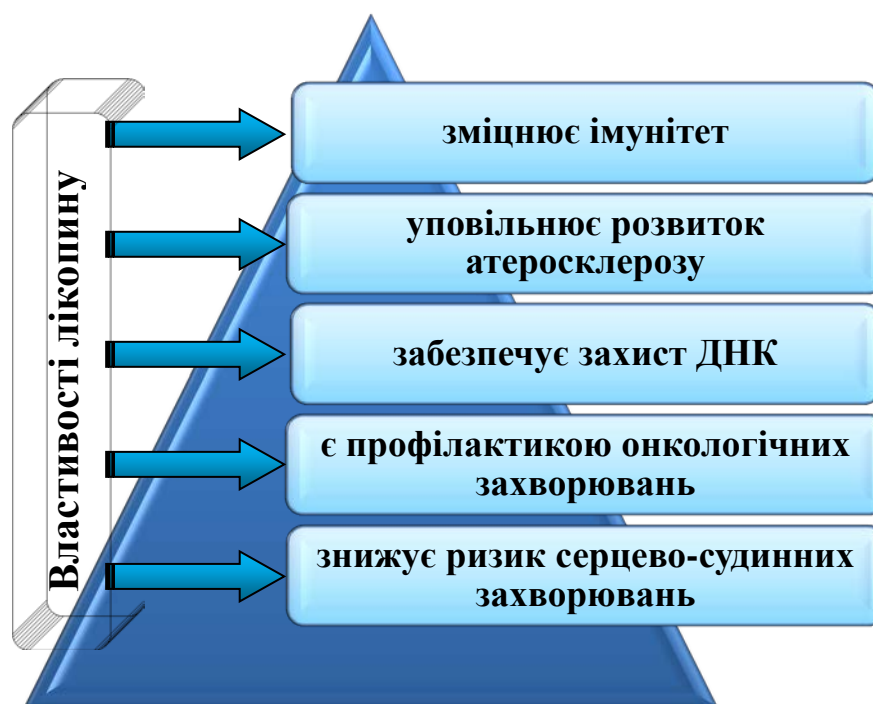 Властивості лікопину
зміцнює імунітет
уповільнює розвиток
атеросклерозу
забезпечує захист ДНК
є профілактикою онкологічних
захворювань
знижує ризик серцево-судинних
захворювань